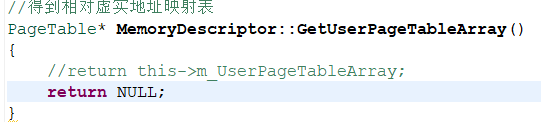 //得到相对虚实地址映射表
PageTable* MemoryDescriptor::GetUserPageTableArray()
{
//return this->m_UserPageTableArray;
return NULL;
}